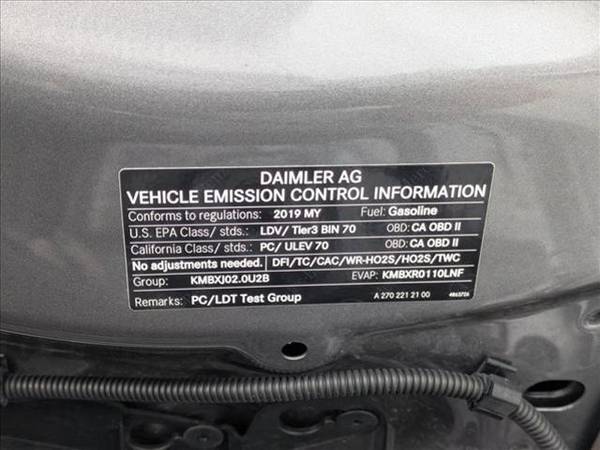 DAIMLER AG
VEHICLE EMISSION CONTROL INFORMATION
Conforms to regulations: 2019 MY Fuel: Gasoline
U.S. EPA Class/ stds.: LDV/ Tier3 BIN 70 OBD: CA OBD II
California Class/ stds.: PC/ ULEV 70 OBD: CA OBD II
No adjustments needed. DFI/TC/CAC/WR-HO2S/HO2S/TWC
Group: KMBXJ02.0U2B EVAP: KMBXR0110LNF
Remarks: PC/LDT Test Group A 270 221 21 00